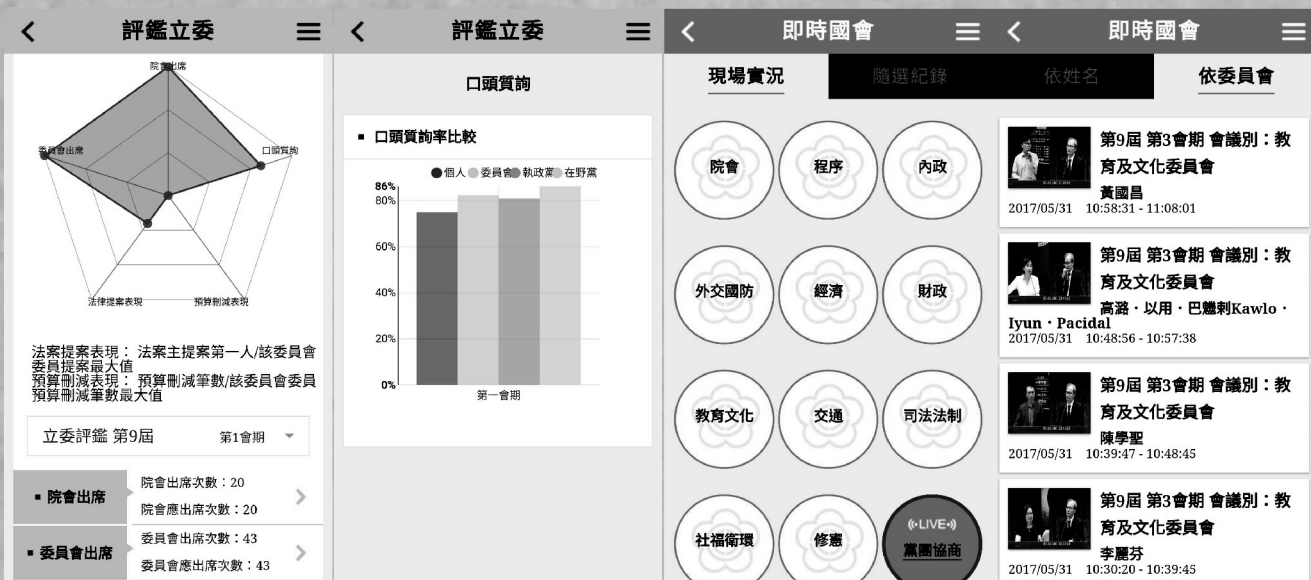 評鑑立委
院會出席
委員會出席
口頭質詢
法律提案表現
預算刪減表現
法案提案表現： 法案主提案第一人/該委員會
委員提案最大值
預算刪減表現： 預算刪減筆數/該委員會委員
預算刪減筆數最大值
立委評鑑 第9屆
第1會期
▪ 院會出席
院會出席次數：20
院會應出席次數：20
▪ 委員會出席
委員會出席次數：43
委員會應出席次數：43
評鑑立委
口頭質詢
▪ 口頭質詢率比較
個人 委員會 執政黨 在野黨
86%
80%
60%
40%
20%
0%
第一會期
即時國會
現場實況
隨選紀錄
院會
程序
內政
外交國防
經濟
財政
教育文化
交通
司法法制
社福衛環
修憲
LIVE
黨團協商
即時國會
依姓名
依委員會
第9屆 第3會期 會議別：教
育及文化委員會
黃國昌
2017/05/31 10:58:31 - 11:08:01
第9屆 第3會期 會議別：教
育及文化委員會
高潞．以用．巴魕剌Kawlo．
Iyun．Pacidal
2017/05/31 10:48:56 - 10:57:38
第9屆 第3會期 會議別：教
育及文化委員會
陳學聖
2017/05/31 10:39:47 - 10:48:45
第9屆 第3會期 會議別：教
育及文化委員會
李麗芬
2017/05/31 10:30:20 - 10:39:45